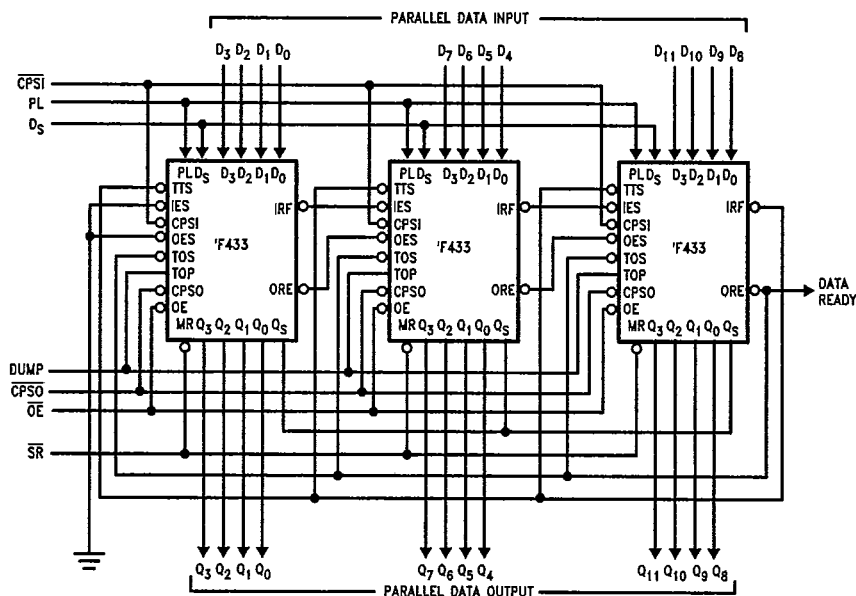 PARALLEL DATA INPUT
D3 D2 D1 D0 D7 D6 D5 D4 D11 D10 D9 D8
CPSI
PL
DS
PL DS D3 D2 D1 D0 PL DS D3 D2 D1 D0 PL DS D3 D2 D1 D0
TTS TTS TTS
IES IRF IES IRF IES IRF
CPSI CPSI CPSI
OES 'F433 OES 'F433 OES 'F433
TOS TOS TOS
TOP TOP TOP
CPSO ORE CPSO ORE CPSO ORE DATA
OE OE OE READY
MR Q3 Q2 Q1 Q0 QS MR Q3 Q2 Q1 Q0 QS MR Q3 Q2 Q1 Q0 QS
DUMP
CPSO
OE
SR
Q3 Q2 Q1 Q0 Q7 Q6 Q5 Q4 Q11 Q10 Q9 Q8
PARALLEL DATA OUTPUT